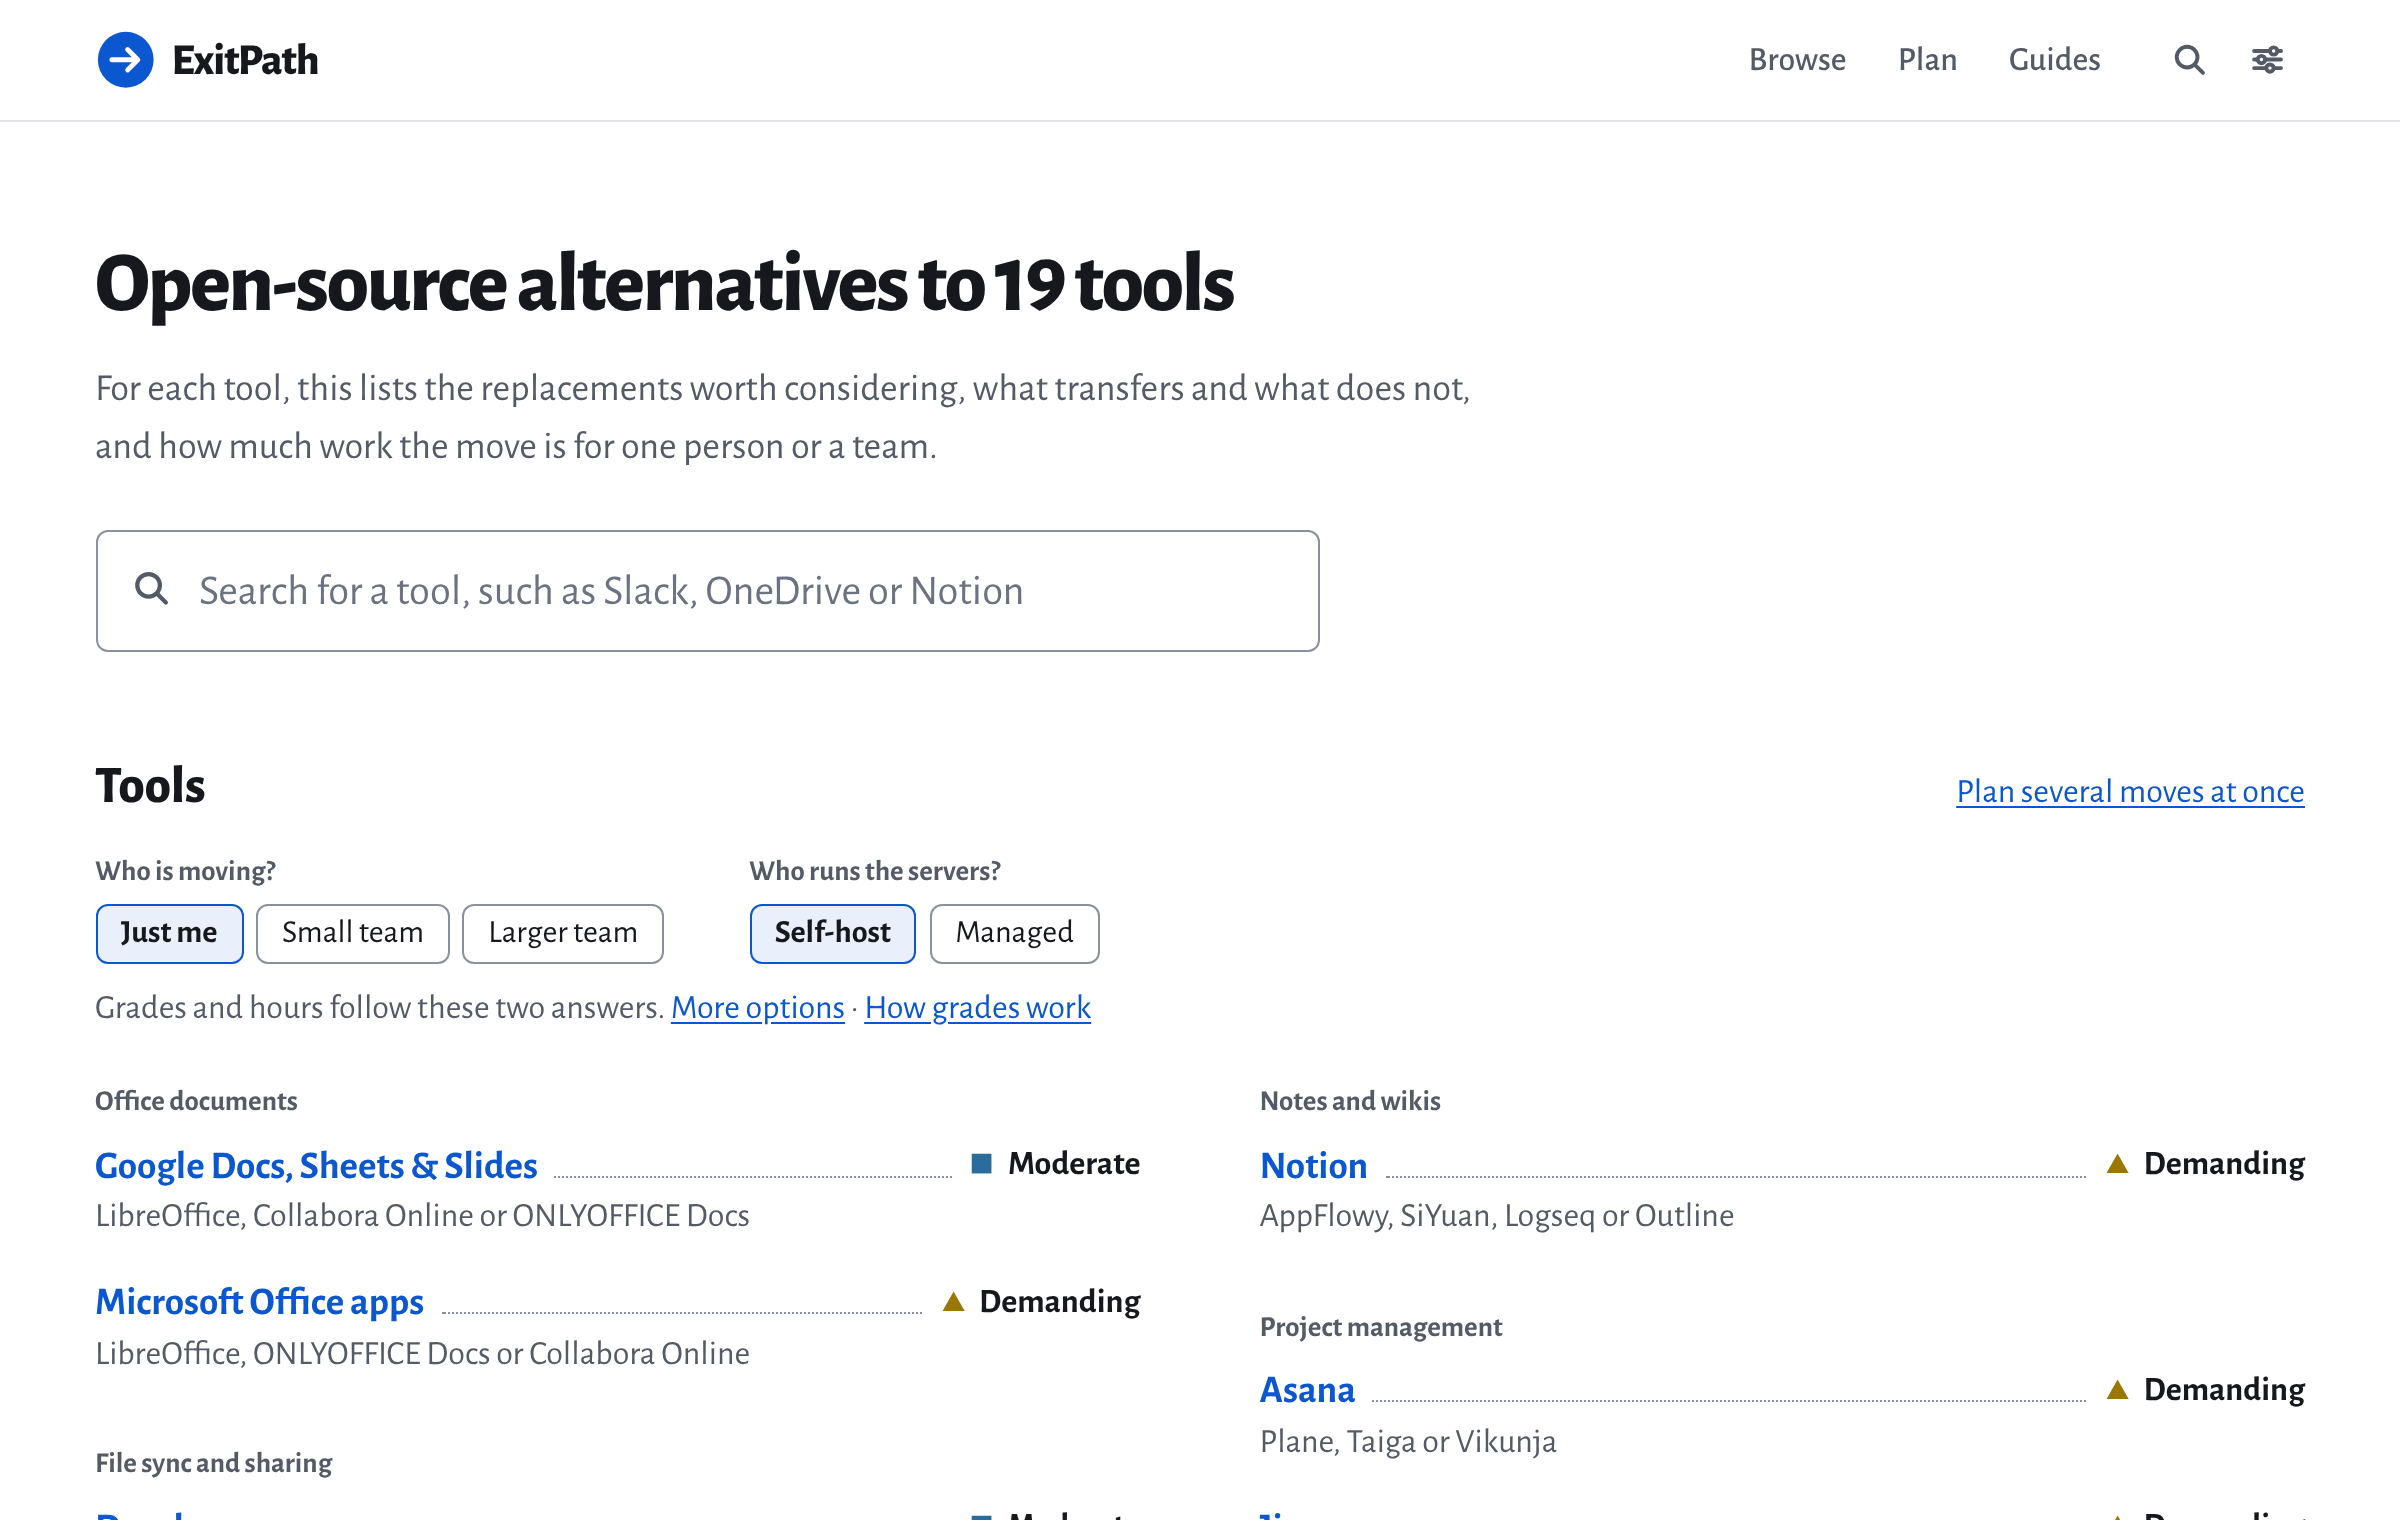 ExitPath
Browse
Plan
Guides
Open-source alternatives to 19 tools
For each tool, this lists the replacements worth considering, what transfers and what does not,
and how much work the move is for one person or a team.
Search for a tool, such as Slack, OneDrive or Notion
Tools
Plan several moves at once
Who is moving?
Just me
Small team
Larger team
Who runs the servers?
Self-host
Managed
Grades and hours follow these two answers. More options · How grades work
Office documents
Google Docs, Sheets & Slides
Moderate
LibreOffice, Collabora Online or ONLYOFFICE Docs
Microsoft Office apps
Demanding
LibreOffice, ONLYOFFICE Docs or Collabora Online
File sync and sharing
Notes and wikis
Notion
Demanding
AppFlowy, SiYuan, Logseq or Outline
Project management
Asana
Demanding
Plane, Taiga or Vikunja